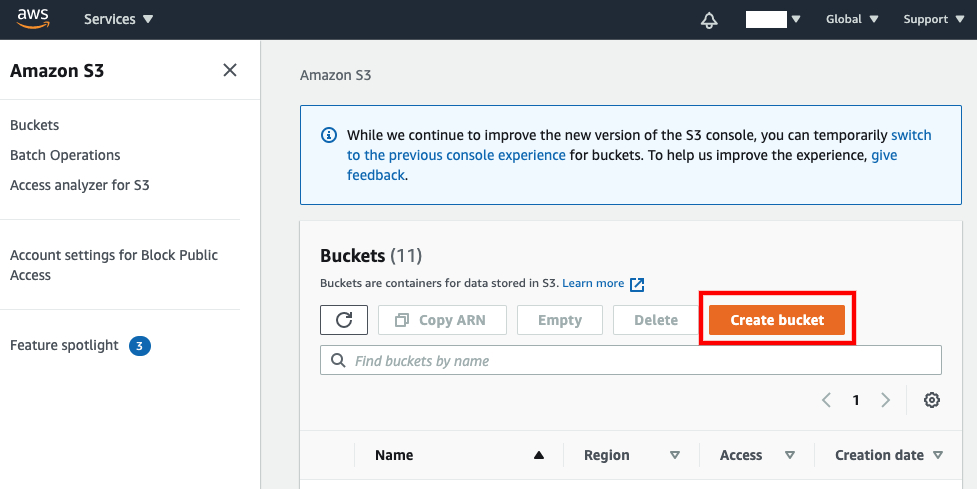 aws
Services
Global
Support
Amazon S3
Buckets
Batch Operations
Access analyzer for S3
Account settings for Block Public
Access
Feature spotlight 3
Amazon S3
While we continue to improve the new version of the S3 console, you can temporarily switch
to the previous console experience for buckets. To help us improve the experience, give
feedback.
Buckets (11)
Buckets are containers for data stored in S3. Learn more
Copy ARN
Empty
Delete
Create bucket
Find buckets by name
1
Name
Region
Access
Creation date